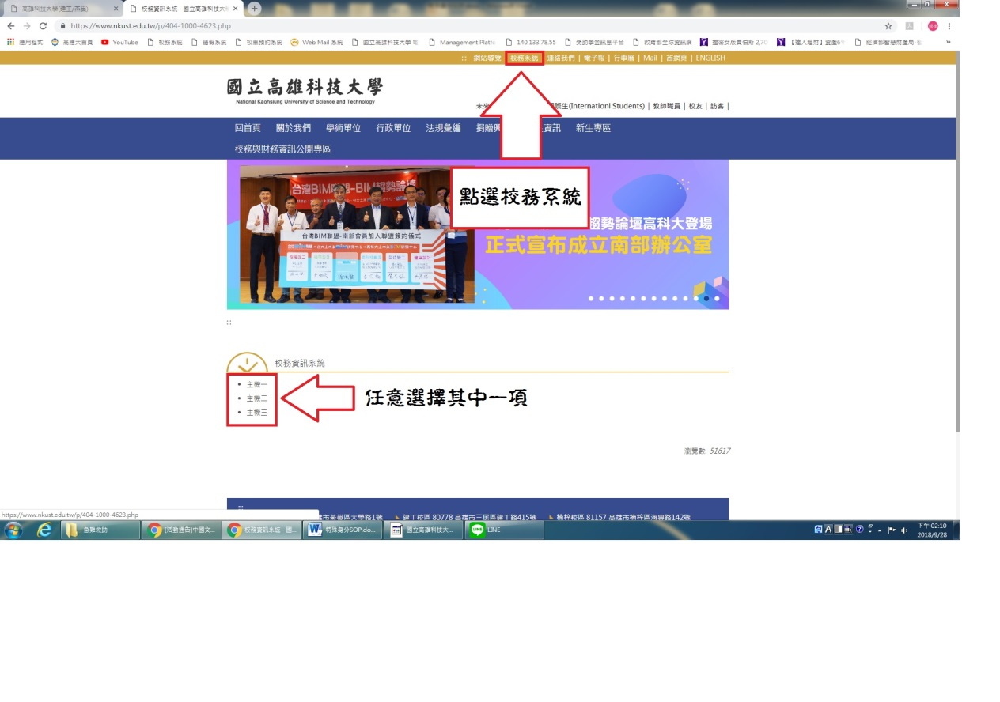 高雄科技大學(建工/燕巢)
校務資訊系統 - 國立高雄科技大
https://www.nkust.edu.tw/p/404-1000-4623.php
應用程式 高應大首頁 YouTube 校務系統 請假系統 校車預約系統 Web Mail 系統 國立高雄科技大學 電 Management Platfo 140.133.78.55 獎助學金訊息平台 教育部全球資訊網 播求女版賈伯斯 2,70 【達人理財】資產6千 經濟部智慧財產局-
::: 網站導覽 校務系統 連絡我們 | 電子報 | 行事曆 | Mail | 舊網頁 | ENGLISH
國立高雄科技大學
National Kaohsiung University of Science and Technology
未來 際生(Internationl Students) | 教師職員 | 校友 | 訪客 |
回首頁 關於我們 學術單位 行政單位 法規彙編 捐贈興 資訊 新生專區
校務與財務資訊公開專區
點選校務系統
台灣BIM聯盟-BIM趨勢論壇
台灣BIM聯盟-南部會員加入聯盟簽約儀式
趨勢論壇高科大登場
正式宣布成立南部辦公室
:::
校務資訊系統
• 主機一
• 主機二
• 主機三
任意選擇其中一項
瀏覽數: 51617
:::
市燕巢區大學路1號 建工校區 80778 高雄市三民區建工路415號 楠梓校區 81157 高雄市楠梓區海專路142號
https://www.nkust.edu.tw/p/404-1000-4623.php
急難救助 [活動通告]中國文... 校務資訊系統 - 國... 特殊身分SOP.do... 國立高雄科技大... LINE
下午 02:10
2018/9/28